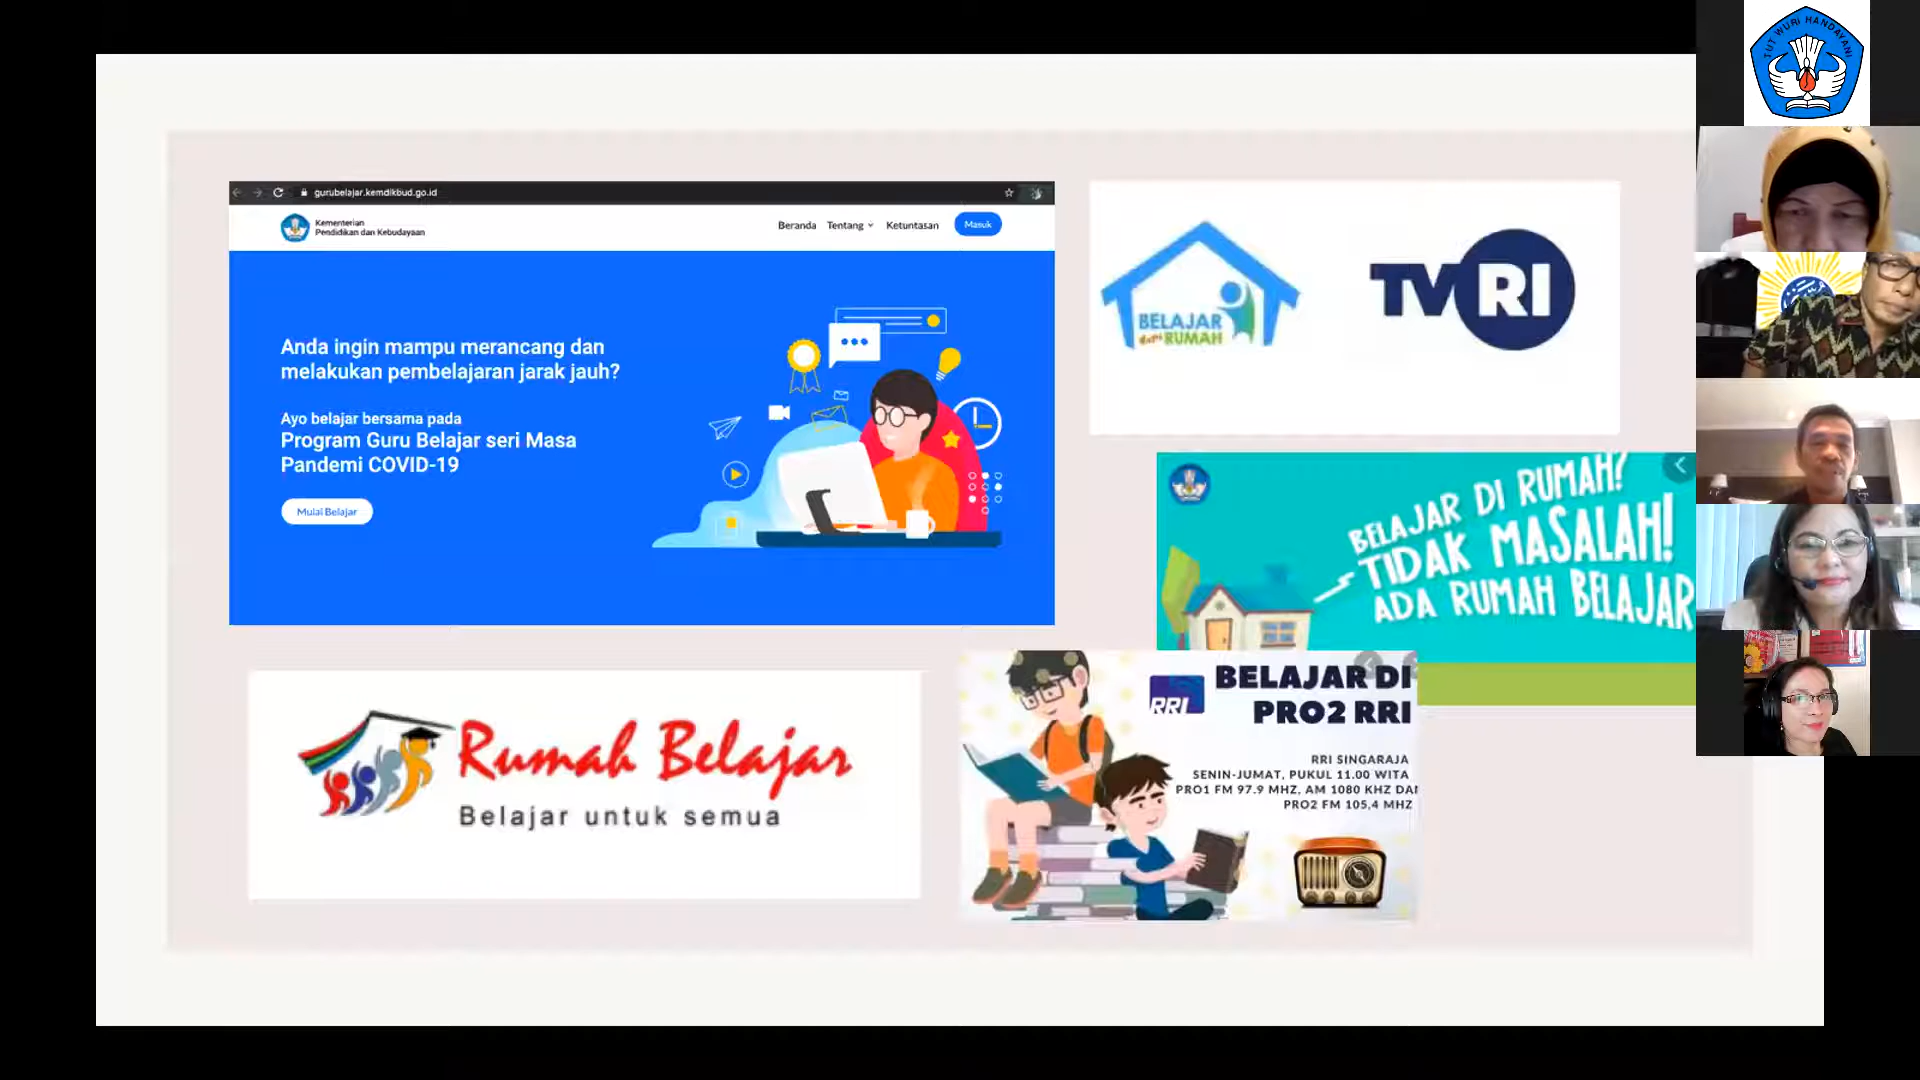 gurubelajar.kemdikbud.go.id
Kementerian
Pendidikan dan Kebudayaan
Beranda Tentang Ketuntasan Masuk
Anda ingin mampu merancang dan
melakukan pembelajaran jarak jauh?
Ayo belajar bersama pada
Program Guru Belajar seri Masa
Pandemi COVID-19
Mulai Belajar
BELAJAR
dari RUMAH
TVRI
BELAJAR DI RUMAH?
TIDAK MASALAH!
ADA RUMAH BELAJAR
Rumah Belajar
Belajar untuk semua
RRI
BELAJAR DI
PRO2 RRI
RRI SINGARAJA
SENIN-JUMAT, PUKUL 11.00 WITA
PRO1 FM 97.9 MHZ, AM 1080 KHZ DAN
PRO2 FM 105,4 MHZ
TUT WURI HANDAYANI